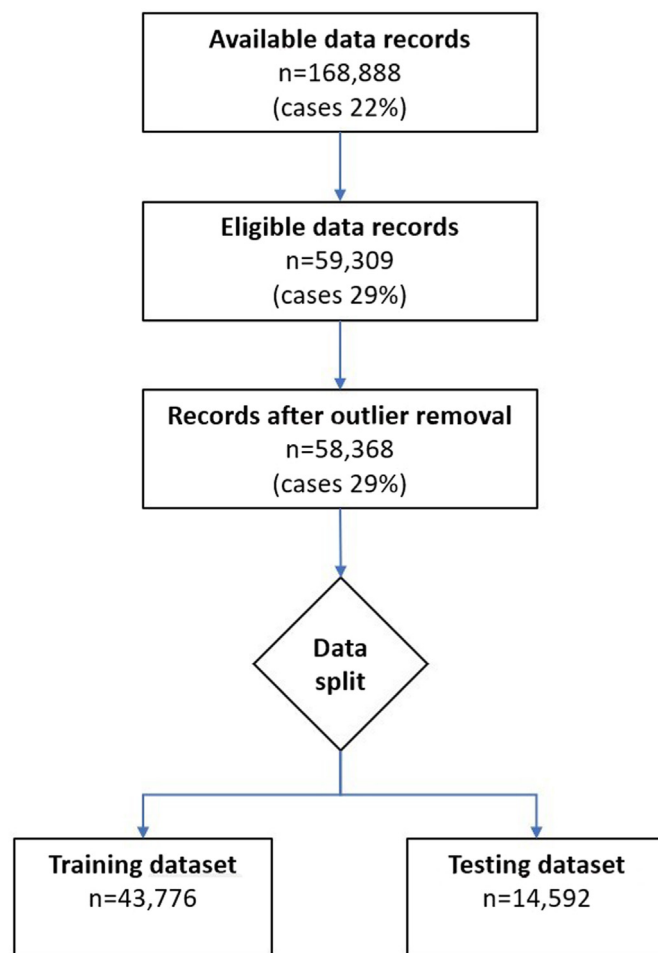 Available data records
n=168,888
(cases 22%)
Eligible data records
n=59,309
(cases 29%)
Records after outlier removal
n=58,368
(cases 29%)
Data
split
Training dataset
n=43,776
Testing dataset
n=14,592